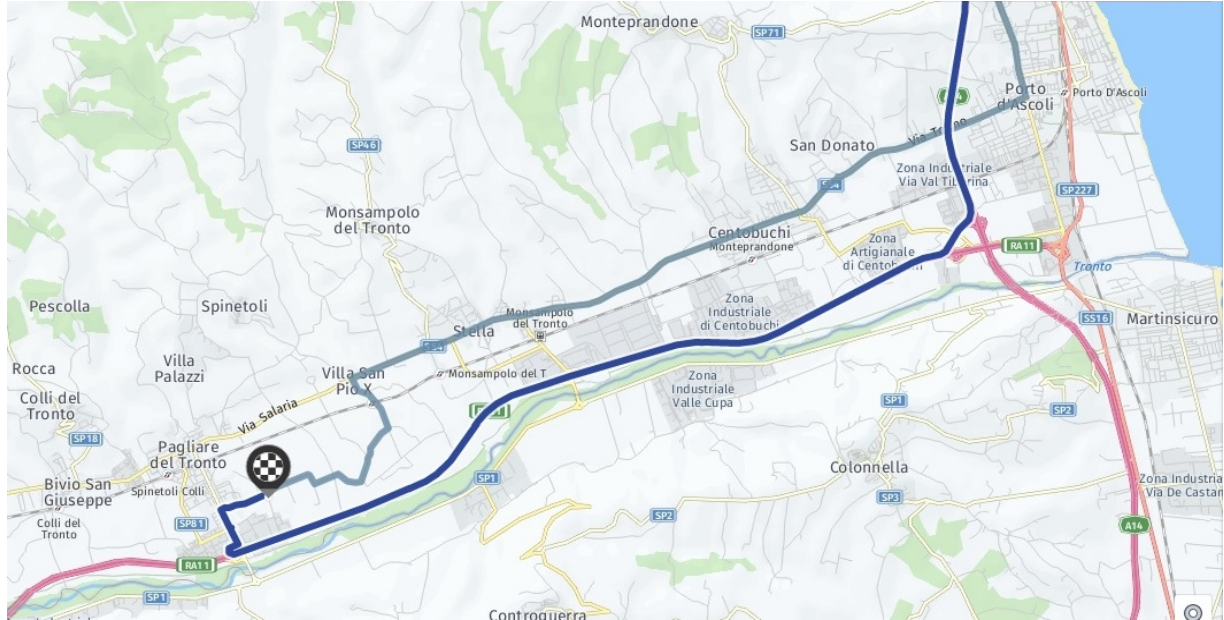 Monteprandone
SP71
Porto
d'Ascoli
Porto D'Ascoli
San Donato
Zona Industriale
Via Val Tiberina
SP46
SP227
Monsampolo
del Tronto
Centobuchi
Monteprandone
Zona
Artigianale
di Centobuchi
RA11
Tronto
Pescolla
Spinetoli
Monsampolo
del Tronto
Zona
Industriale
di Centobuchi
SS16
Martinsicuro
Stella
Rocca
Villa
Palazzi
Villa San
Pio X
Monsampolo del T
Zona
Industriale
Valle Cupa
Colli del
Tronto
Via Salaria
SP1
SP2
SP18
Pagliare
del Tronto
Bivio San
Giuseppe
Spinetoli Colli
SP1
Colonnella
Zona Industria
Via De Castan
Colli del
Tronto
SP81
SP2
SP3
A14
RA11
SP1
Controguerra